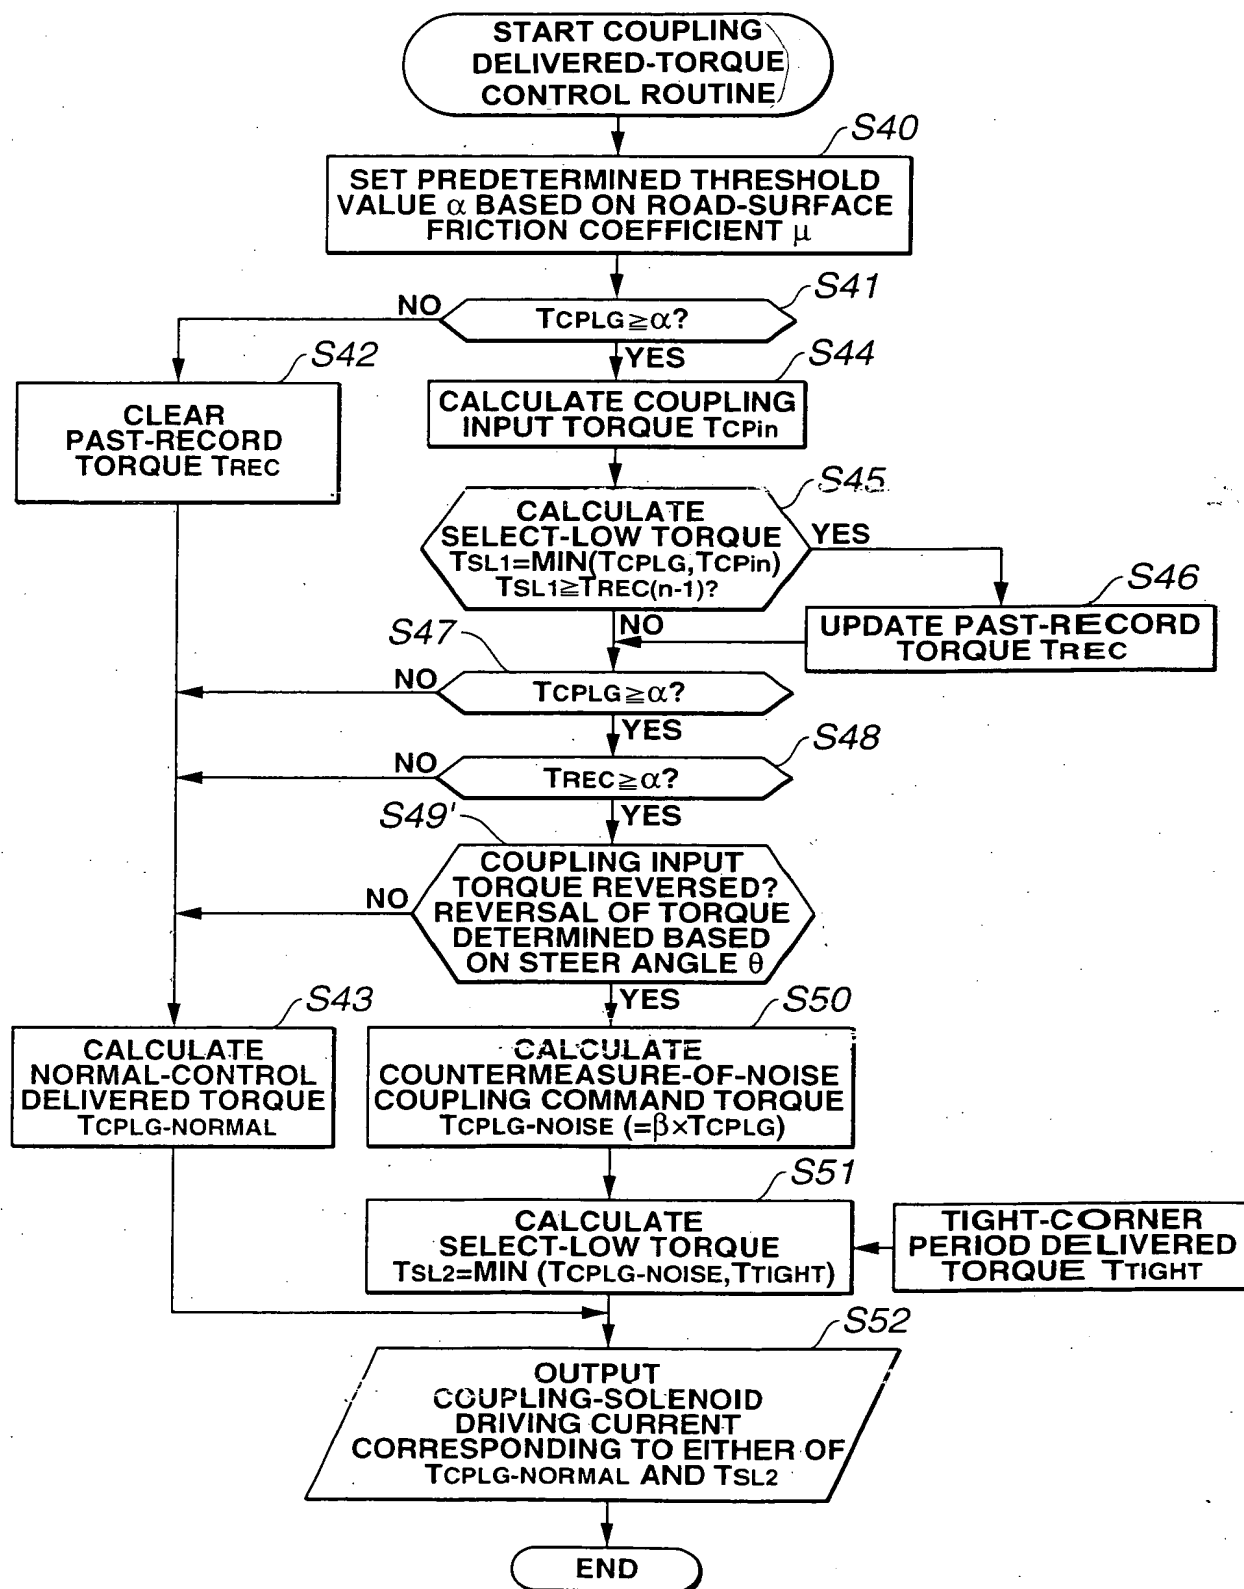 START COUPLING
DELIVERED-TORQUE
CONTROL ROUTINE
S40
SET PREDETERMINED THRESHOLD
VALUE α BASED ON ROAD-SURFACE
FRICTION COEFFICIENT μ
S41
NO
TCPLG≧α?
YES
S42
CLEAR
PAST-RECORD
TORQUE TREC
S44
CALCULATE COUPLING
INPUT TORQUE TCPin
S45
CALCULATE
SELECT-LOW TORQUE
TSL1=MIN(TCPLG,TCPin)
TSL1≧TREC(n-1)?
YES
NO
S46
UPDATE PAST-RECORD
TORQUE TREC
S47
NO
TCPLG≧α?
YES
S48
NO
TREC≧α?
YES
S49'
NO
COUPLING INPUT
TORQUE REVERSED?
REVERSAL OF TORQUE
DETERMINED BASED
ON STEER ANGLE θ
YES
S43
CALCULATE
NORMAL-CONTROL
DELIVERED TORQUE
TCPLG-NORMAL
S50
CALCULATE
COUNTERMEASURE-OF-NOISE
COUPLING COMMAND TORQUE
TCPLG-NOISE (=β×TCPLG)
S51
CALCULATE
SELECT-LOW TORQUE
TSL2=MIN (TCPLG-NOISE,TTIGHT)
TIGHT-CORNER
PERIOD DELIVERED
TORQUE TTIGHT
S52
OUTPUT
COUPLING-SOLENOID
DRIVING CURRENT
CORRESPONDING TO EITHER OF
TCPLG-NORMAL AND TSL2
END